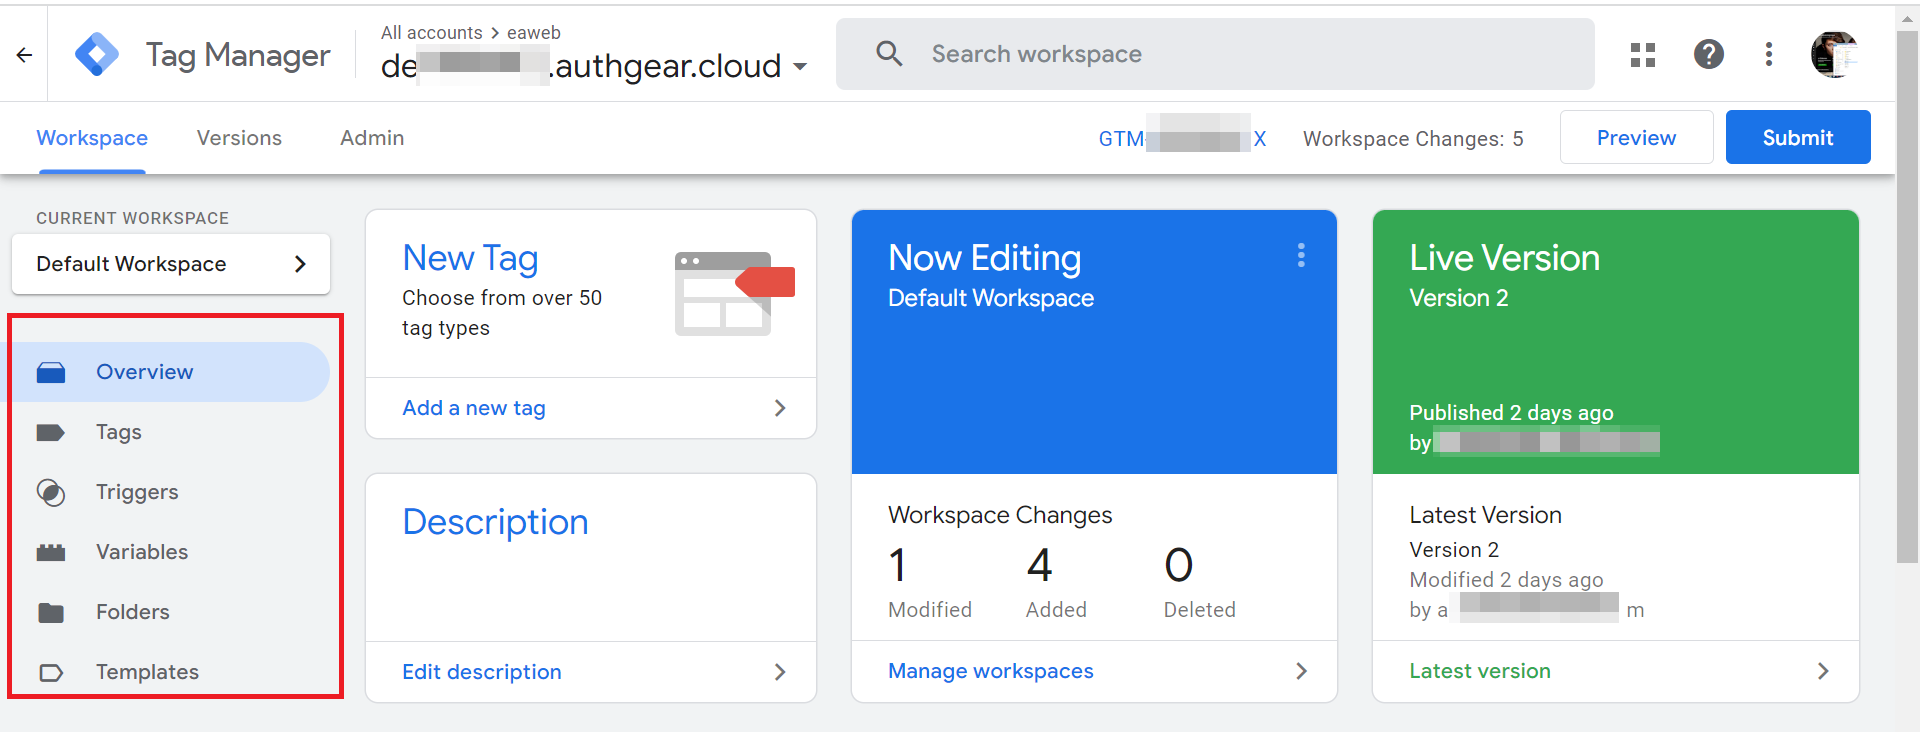 Tag Manager
All accounts > eaweb
de .authgear.cloud
Search workspace
Workspace
Versions
Admin
GTM- X
Workspace Changes: 5
Preview
Submit
CURRENT WORKSPACE
Default Workspace
Overview
Tags
Triggers
Variables
Folders
Templates
New Tag
Choose from over 50
tag types
Add a new tag
Description
Edit description
Now Editing
Default Workspace
Workspace Changes
1 4 0
Modified Added Deleted
Manage workspaces
Live Version
Version 2
Published 2 days ago
by
Latest Version
Version 2
Modified 2 days ago
by a m
Latest version